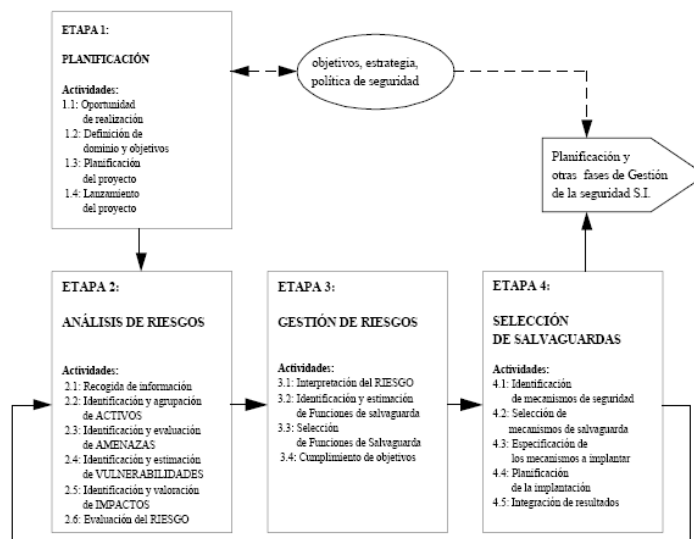 ETAPA 1:
PLANIFICACIÓN
Actividades:
1.1: Oportunidad
de realización
1.2: Definición de
dominio y objetivos
1.3: Planificación
del proyecto
1.4: Lanzamiento
del proyecto
objetivos, estrategia,
política de seguridad
Planificación y
otras fases de Gestión
de la seguridad S.I.
ETAPA 2:
ANÁLISIS DE RIESGOS
Actividades:
2.1: Recogida de información
2.2: Identificación y agrupación
de ACTIVOS
2.3: Identificación y evaluación
de AMENAZAS
2.4: Identificación y estimación
de VULNERABILIDADES
2.5: Identificación y valoración
de IMPACTOS
2.6: Evaluación del RIESGO
ETAPA 3:
GESTIÓN DE RIESGOS
Actividades:
3.1: Interpretación del RIESGO
3.2: Identificación y estimación
de Funciones de salvaguarda
3.3: Selección
de Funciones de Salvaguarda
3.4: Cumplimiento de objetivos
ETAPA 4:
SELECCIÓN
DE SALVAGUARDAS
Actividades:
4.1: Identificación
de mecanismos de seguridad
4.2: Selección de
mecanismos de salvaguarda
4.3: Especificación de
los mecanismos a implantar
4.4: Planificación
de la implantación
4.5: Integración de resultados